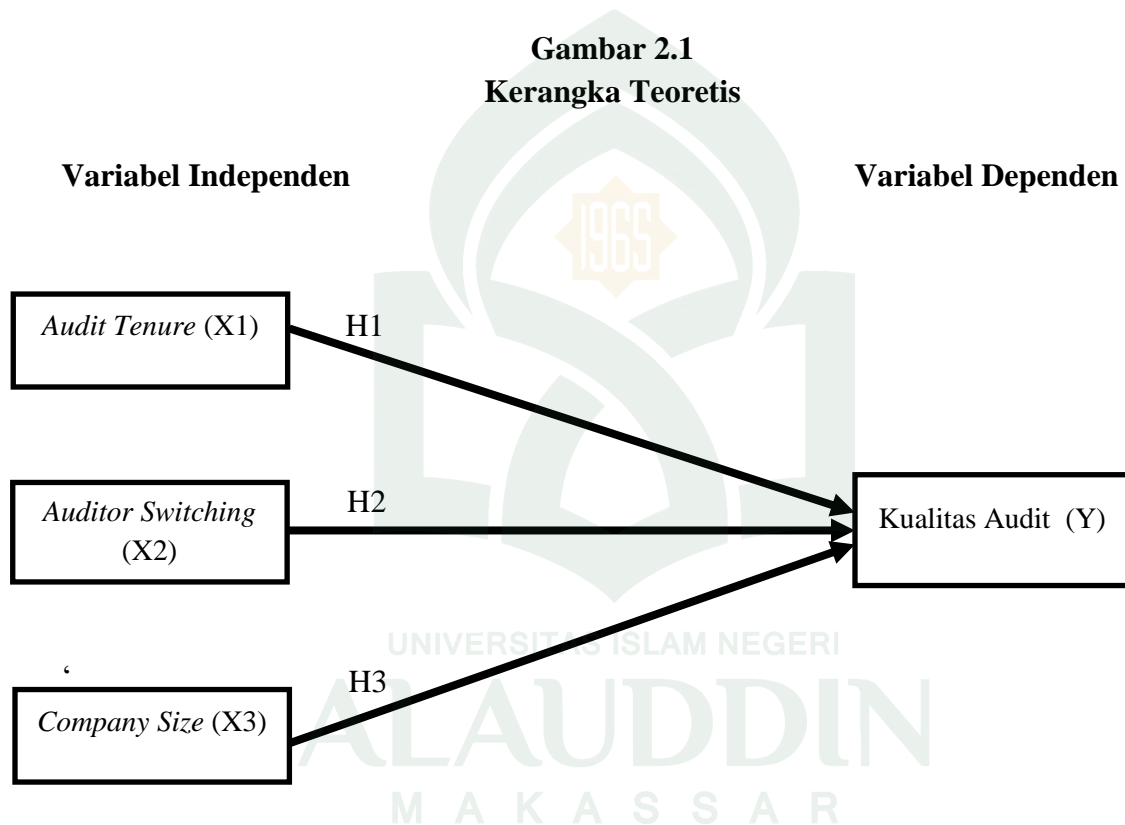 Gambar 2.1
Kerangka Teoretis
Variabel Independen
Variabel Dependen
1965
Audit Tenure (X1)
H1
Auditor Switching
(X2)
H2
Kualitas Audit (Y)
UNIVERSITAS ISLAM NEGERI
‘
H3
Company Size (X3)
ALAUDDIN
MAKASSAR